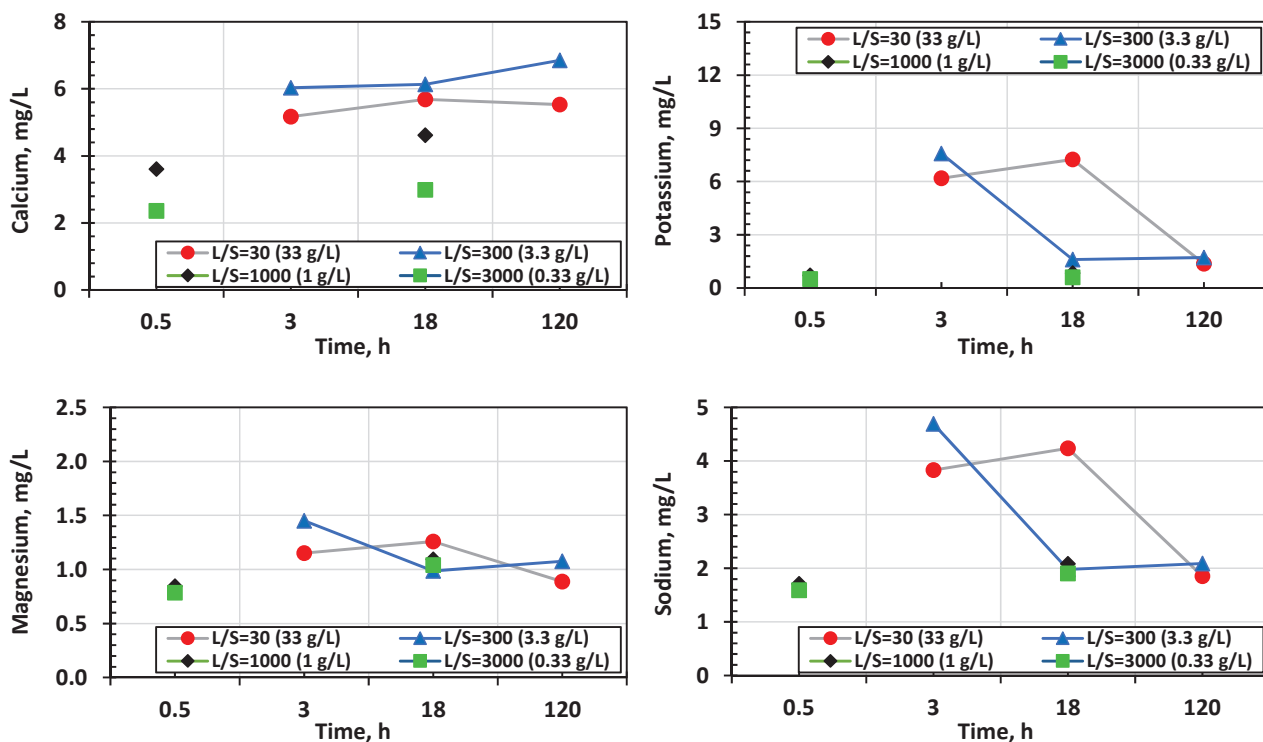 Calcium, mg/L
8
6
4
2
0
L/S=30 (33 g/L) L/S=300 (3.3 g/L)
L/S=1000 (1 g/L) L/S=3000 (0.33 g/L)
0.5 3 18 120
Time, h
Potassium, mg/L
15
12
9
6
3
0
L/S=30 (33 g/L) L/S=300 (3.3 g/L)
L/S=1000 (1 g/L) L/S=3000 (0.33 g/L)
0.5 3 18 120
Time, h
Magnesium, mg/L
2.5
2.0
1.5
1.0
0.5
0.0
L/S=30 (33 g/L) L/S=300 (3.3 g/L)
L/S=1000 (1 g/L) L/S=3000 (0.33 g/L)
0.5 3 18 120
Time, h
Sodium, mg/L
5
4
3
2
1
0
L/S=30 (33 g/L) L/S=300 (3.3 g/L)
L/S=1000 (1 g/L) L/S=3000 (0.33 g/L)
0.5 3 18 120
Time, h